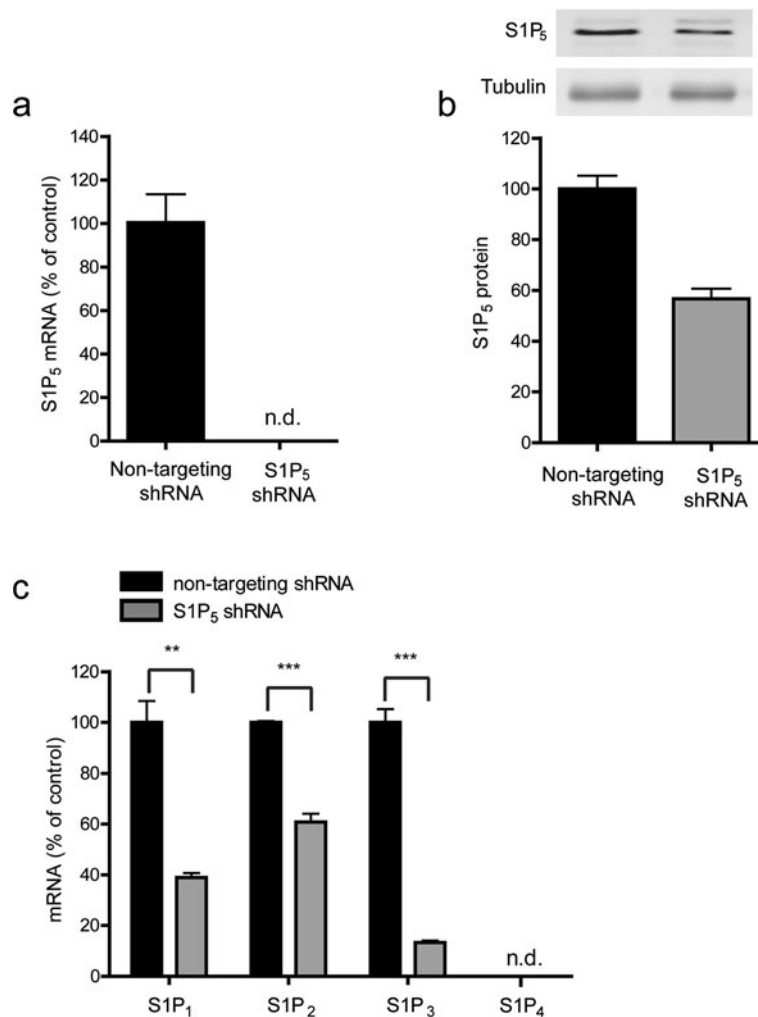 a
S1P₅ mRNA (% of control)
140
120
100
80
60
40
20
0
n.d.
Non-targeting
shRNA
S1P₅
shRNA
S1P₅
Tubulin
b
S1P₅ protein
120
100
80
60
40
20
0
Non-targeting
shRNA
S1P₅
shRNA
c
non-targeting shRNA
S1P₅ shRNA
mRNA (% of control)
120
100
80
60
40
20
0
**
***
***
n.d.
S1P₁
S1P₂
S1P₃
S1P₄